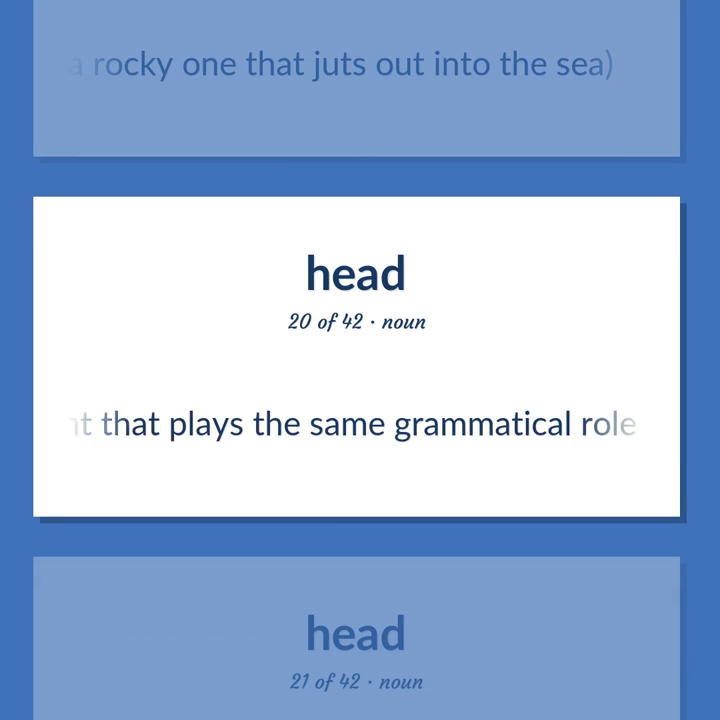 a rocky one that juts out into the sea)
head
20 of 42 · noun
that plays the same grammatical role
head
21 of 42 · noun